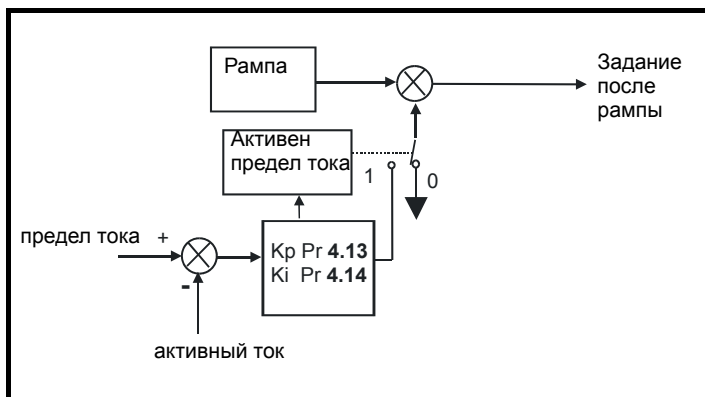 Рампа
Задание
после
рампы
Активен
предел тока
1
0
предел тока +
Kp Pr 4.13
Ki Pr 4.14
-
активный ток